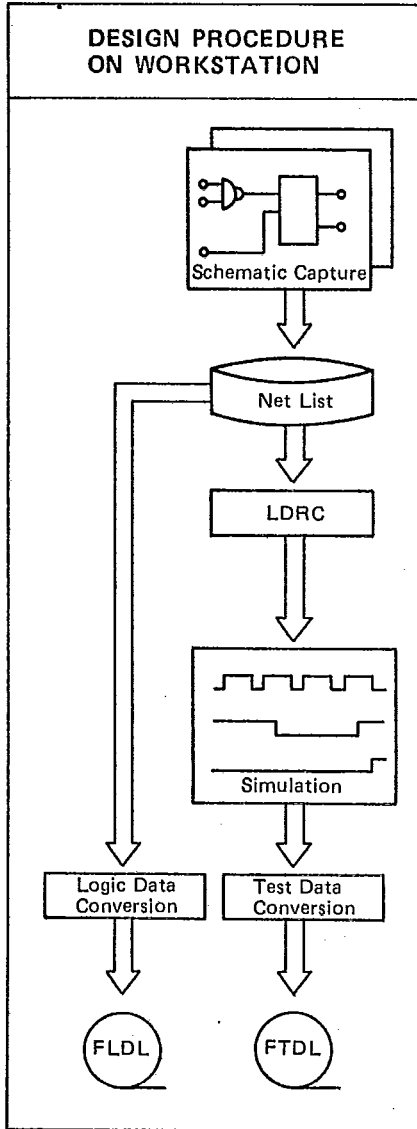 DESIGN PROCEDURE
ON WORKSTATION
Schematic Capture
Net List
LDRC
Simulation
Logic Data
Conversion
Test Data
Conversion
FLDL
FTDL